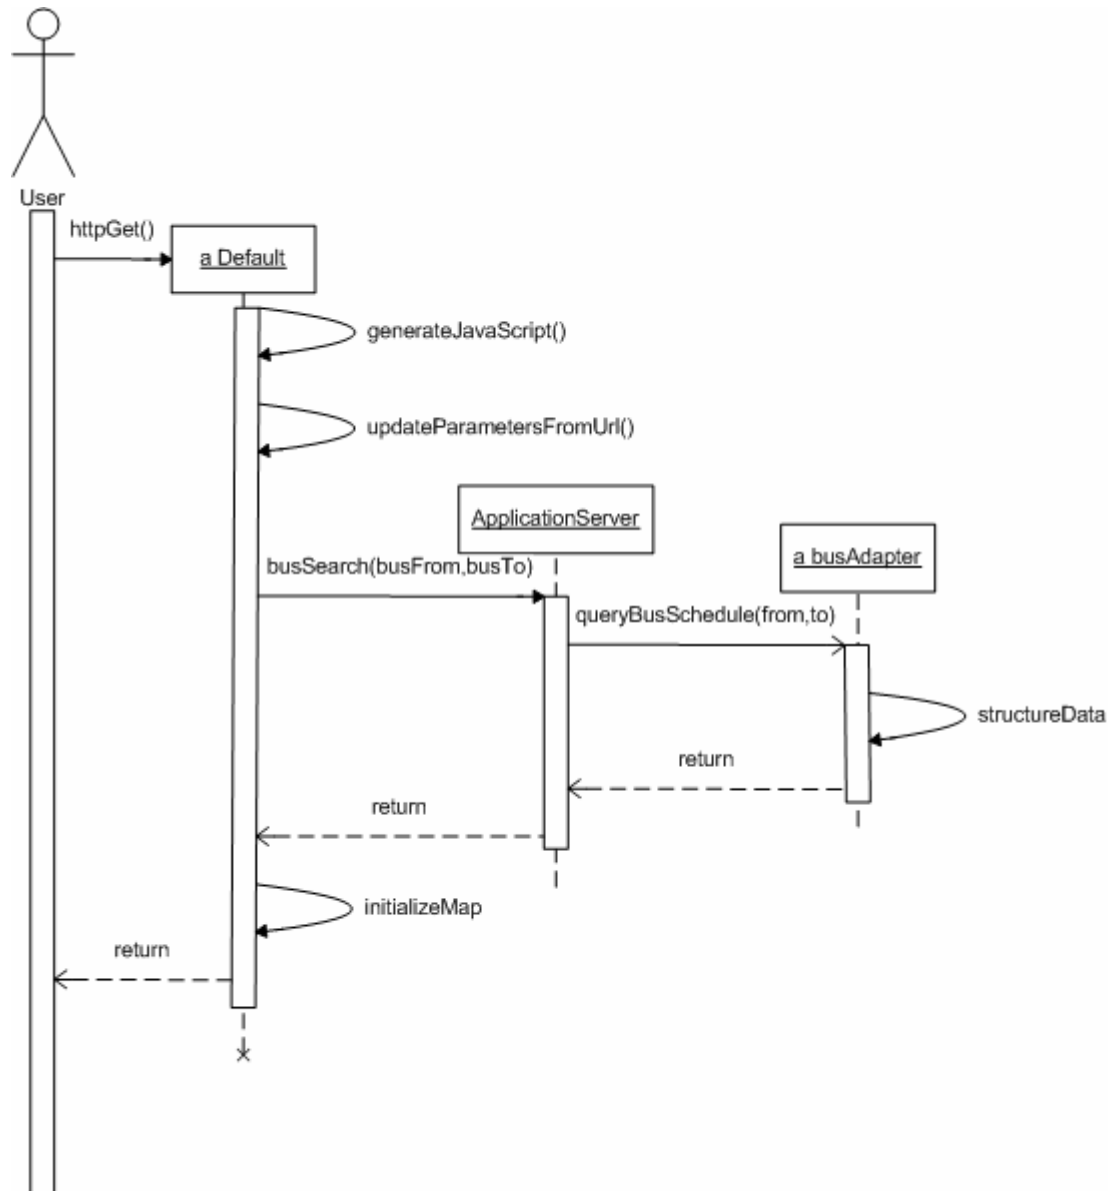 User
httpGet()
a Default
generateJavaScript()
updateParametersFromUrl()
ApplicationServer
a busAdapter
busSearch(busFrom,busTo)
queryBusSchedule(from,to)
structureData
return
return
initializeMap
return